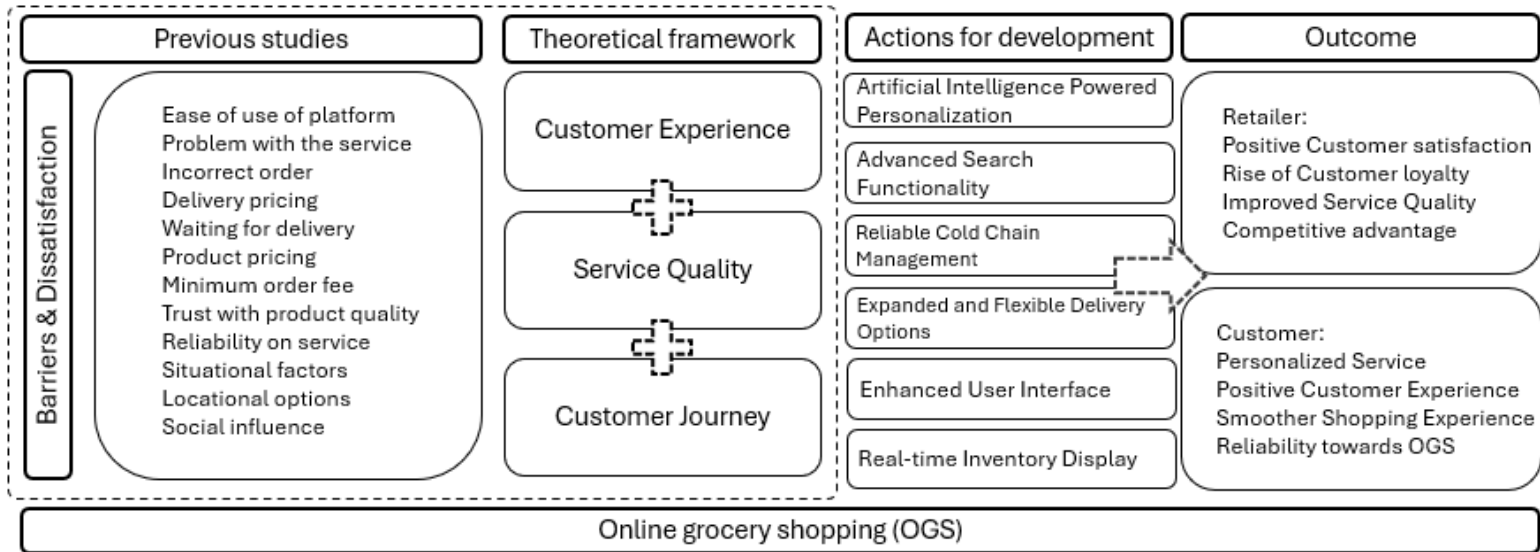 Previous studies
Theoretical framework
Actions for development
Outcome
Barriers & Dissatisfaction
Ease of use of platform
Problem with the service
Incorrect order
Delivery pricing
Waiting for delivery
Product pricing
Minimum order fee
Trust with product quality
Reliability on service
Situational factors
Locational options
Social influence
Customer Experience
Service Quality
Customer Journey
Artificial Intelligence Powered
Personalization
Advanced Search
Functionality
Reliable Cold Chain
Management
Expanded and Flexible Delivery
Options
Enhanced User Interface
Real-time Inventory Display
Retailer:
Positive Customer satisfaction
Rise of Customer loyalty
Improved Service Quality
Competitive advantage
Customer:
Personalized Service
Positive Customer Experience
Smoother Shopping Experience
Reliability towards OGS
Online grocery shopping (OGS)